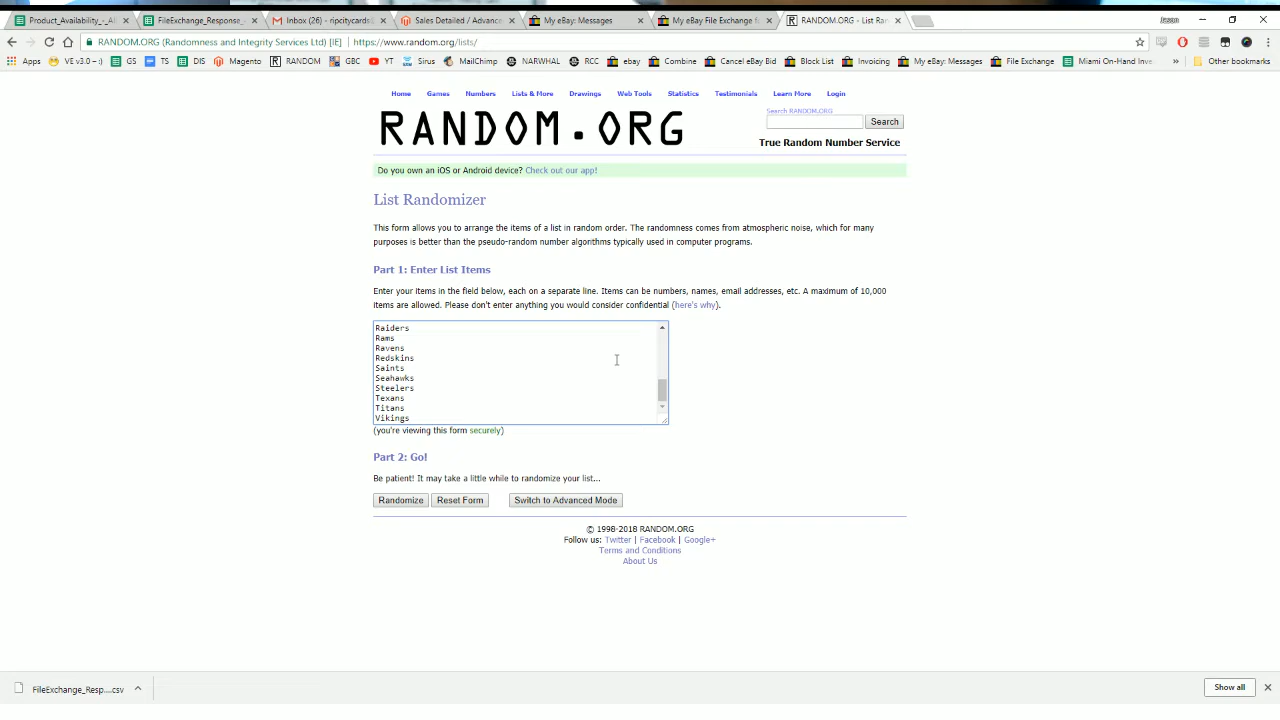 Product_Availability_-_A
FileExchange_Response_
Inbox (26) - ripcitycards
Sales Detailed / Advance
My eBay: Messages
My eBay File Exchange fo
RANDOM.ORG - List Ran
RANDOM.ORG (Randomness and Integrity Services Ltd) [IE] | https://www.random.org/lists/
Apps VE v3.0 - :) GS TS DIS Magento RANDOM GBC YT Sirus MailChimp NARWHAL RCC ebay Combine Cancel eBay Bid Block List Invoicing My eBay: Messages File Exchange Miami On-Hand Inve » Other bookmarks
Home Games Numbers Lists & More Drawings Web Tools Statistics Testimonials Learn More Login
Search RANDOM.ORG
RANDOM.ORG
Search
True Random Number Service
Do you own an iOS or Android device? Check out our app!
List Randomizer
This form allows you to arrange the items of a list in random order. The randomness comes from atmospheric noise, which for many
purposes is better than the pseudo-random number algorithms typically used in computer programs.
Part 1: Enter List Items
Enter your items in the field below, each on a separate line. Items can be numbers, names, email addresses, etc. A maximum of 10,000
items are allowed. Please don't enter anything you would consider confidential (here's why).
Raiders
Rams
Ravens
Redskins
Saints
Seahawks
Steelers
Texans
Titans
Vikings
(you're viewing this form securely)
Part 2: Go!
Be patient! It may take a little while to randomize your list...
Randomize Reset Form Switch to Advanced Mode
© 1998-2018 RANDOM.ORG
Follow us: Twitter | Facebook | Google+
Terms and Conditions
About Us
FileExchange_Resp....csv
Show all